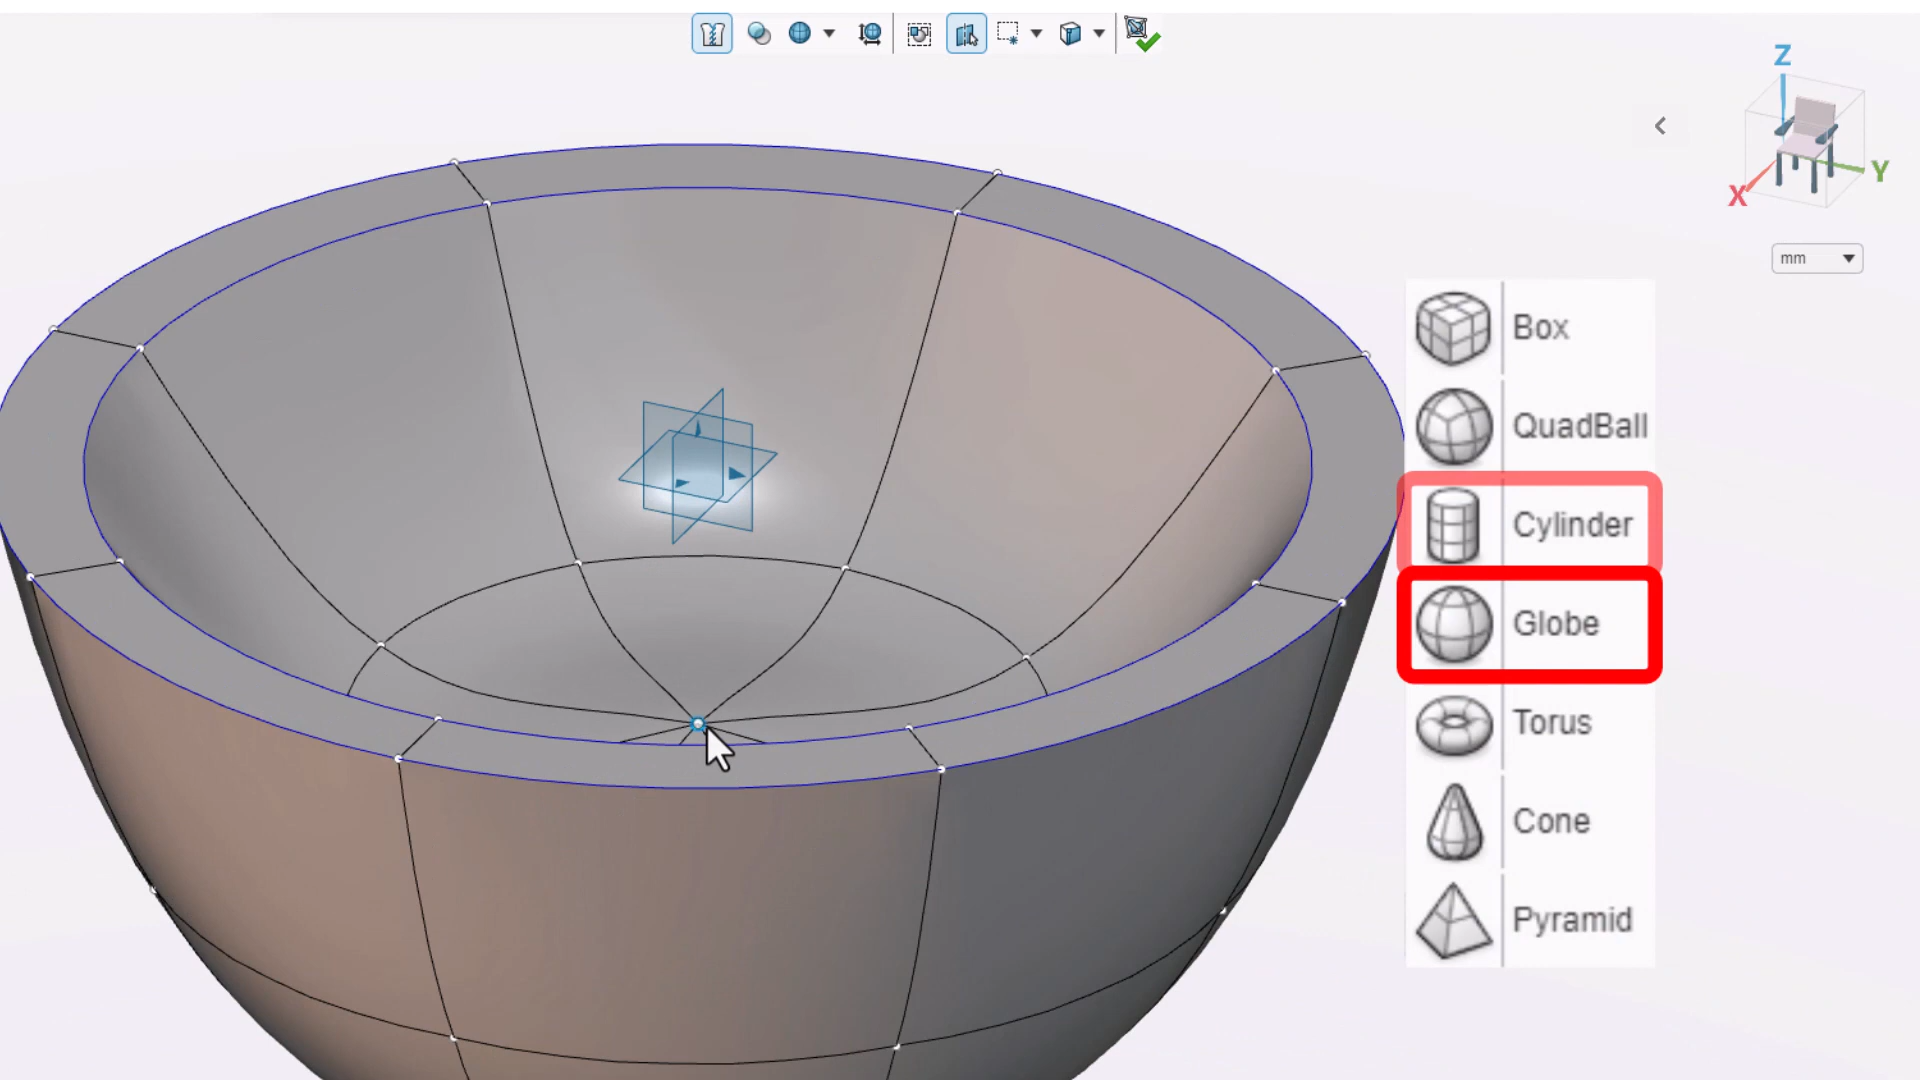 Z
Y
X
mm
Box
QuadBall
Cylinder
Globe
Torus
Cone
Pyramid